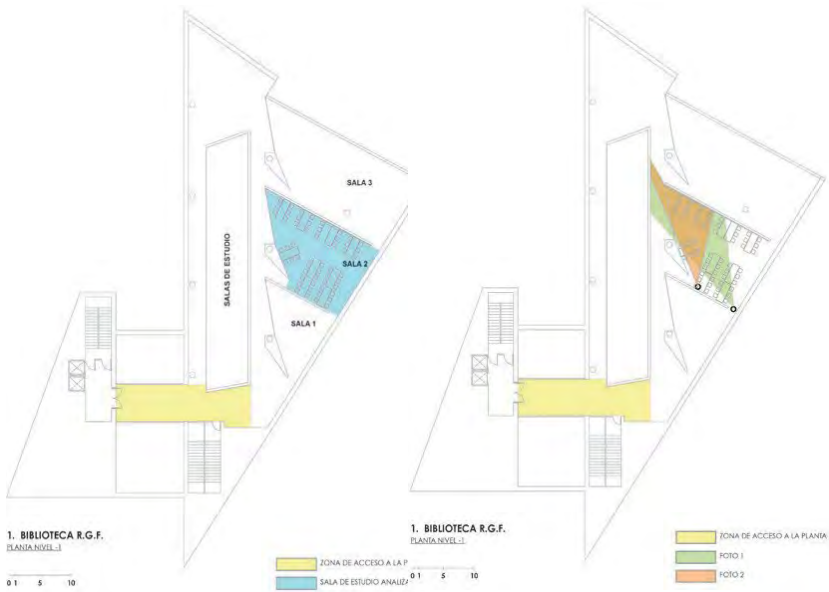 SALA 3
SALA 2
SALA 1
SALAS DE ESTUDIO
1. BIBLIOTECA R.G.F.
PLANTA NIVEL -1
0 1 5 10
ZONA DE ACCESO A LA P
SALA DE ESTUDIO ANALIZA
1. BIBLIOTECA R.G.F.
PLANTA NIVEL -1
0 1 5 10
ZONA DE ACCESO A LA PLANTA
FOTO 1
FOTO 2